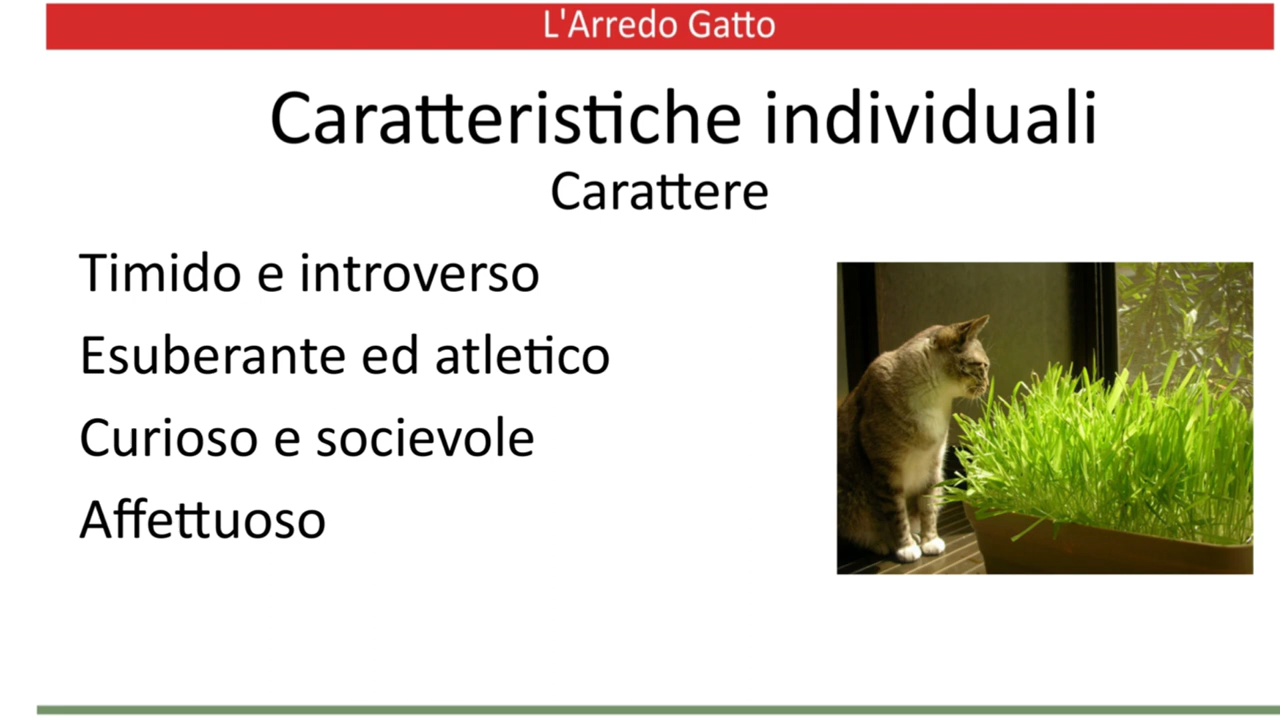 L'Arredo Gatto
Caratteristiche individuali
Carattere
Timido e introverso
Esuberante ed atletico
Curioso e socievole
Affettuoso